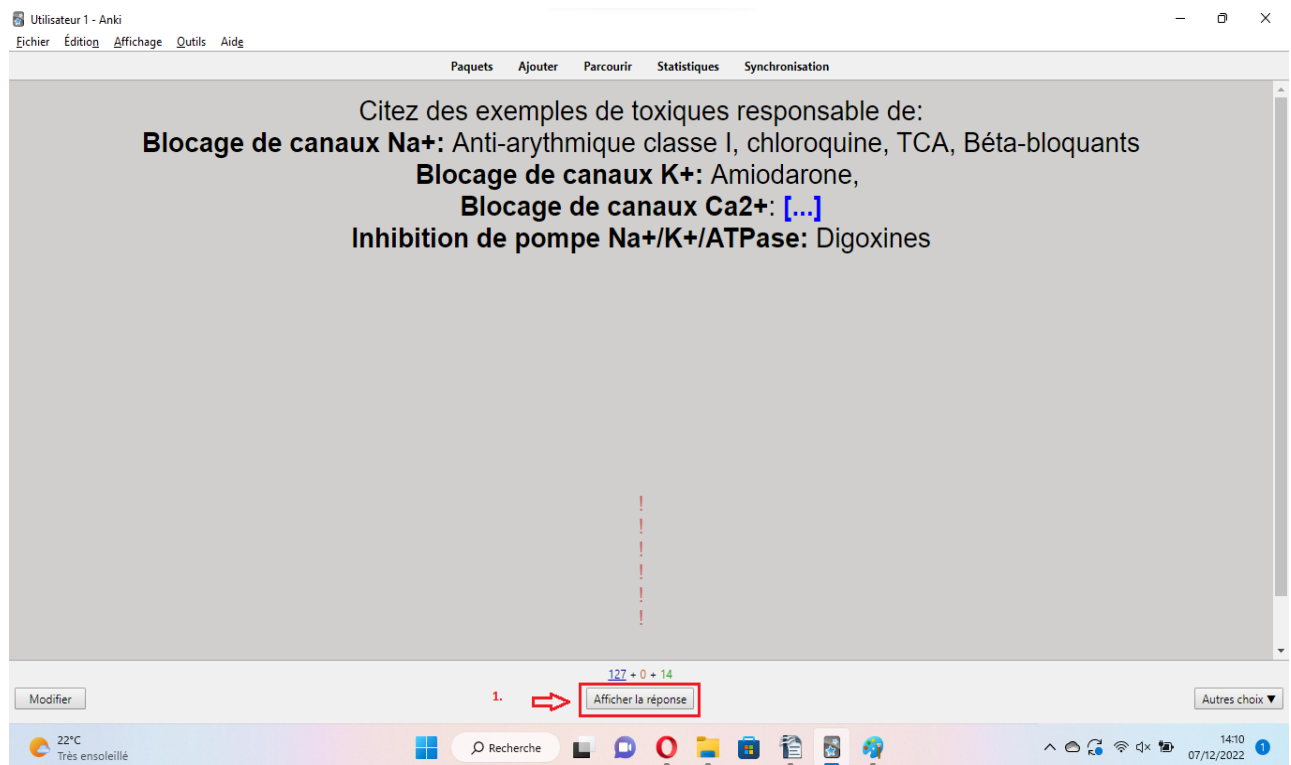 Utilisateur 1 - Anki
Fichier Édition Affichage Outils Aide
Paquets Ajouter Parcourir Statistiques Synchronisation
Citez des exemples de toxiques responsable de:
Blocage de canaux Na+: Anti-arythmique classe I, chloroquine, TCA, Béta-bloquants
Blocage de canaux K+: Amiodarone,
Blocage de canaux Ca2+: [...]
Inhibition de pompe Na+/K+/ATPase: Digoxines
!
!
!
!
!
!
127 + 0 + 14
Modifier 1. Afficher la réponse Autres choix ▼
22°C
Très ensoleillé
Recherche
14:10
07/12/2022
1